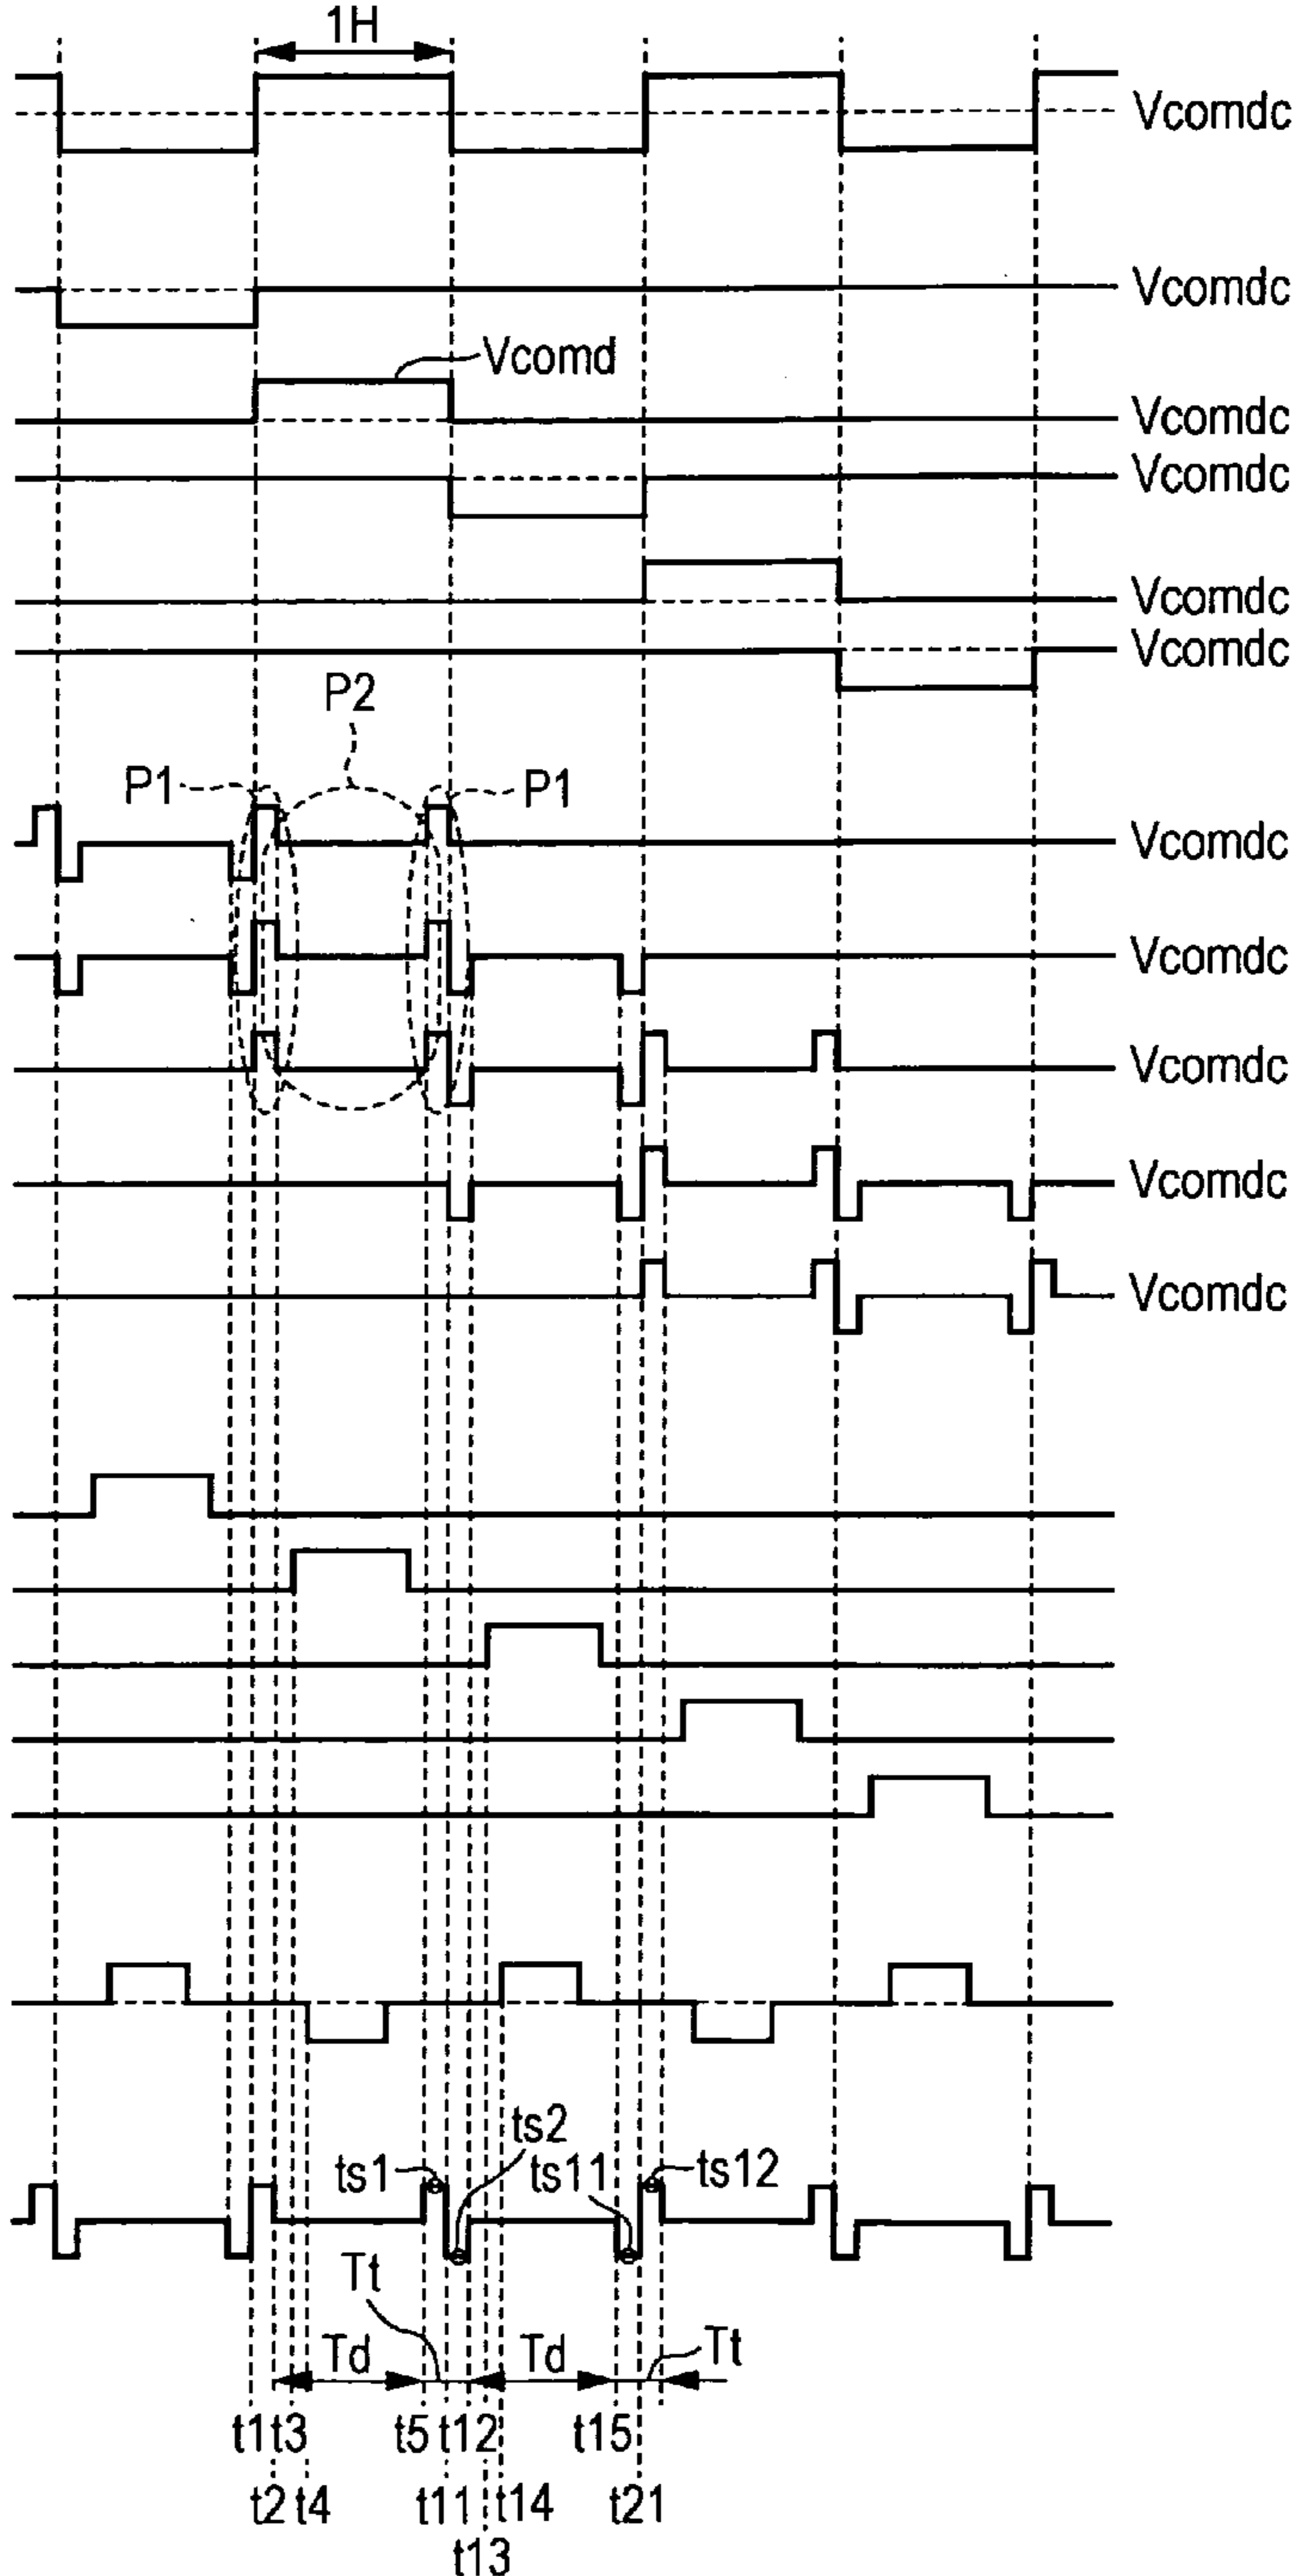 1H
Vcomdc
Vcomdc
Vcomd
Vcomdc
Vcomdc
Vcomdc
Vcomdc
P2
P1 P1
Vcomdc
Vcomdc
Vcomdc
Vcomdc
Vcomdc
ts2
ts1 ts11 ts12
Tt
Td Td Tt
t1 t3 t5 t12 t15
t2 t4 t11 t14 t21
t13